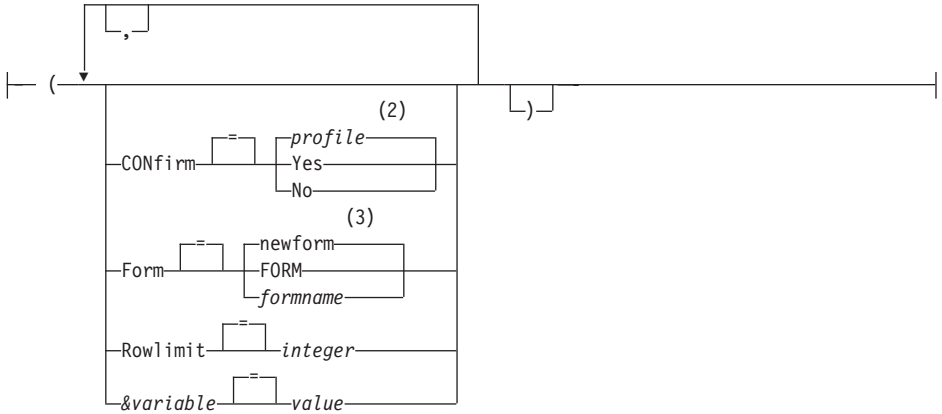 ,
(
)
(2)
CONfirm = profile
Yes
No
(3)
Form = newform
FORM
formname
Rowlimit = integer
&variable = value